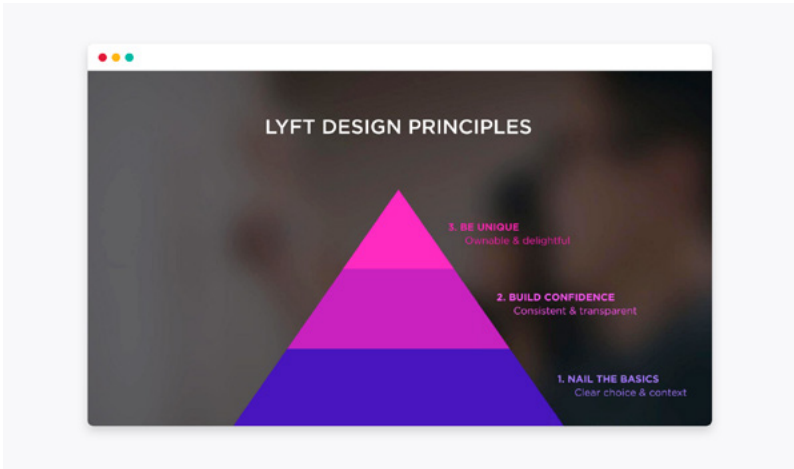 LYFT DESIGN PRINCIPLES
3. BE UNIQUE
Ownable & delightful
2. BUILD CONFIDENCE
Consistent & transparent
1. NAIL THE BASICS
Clear choice & context